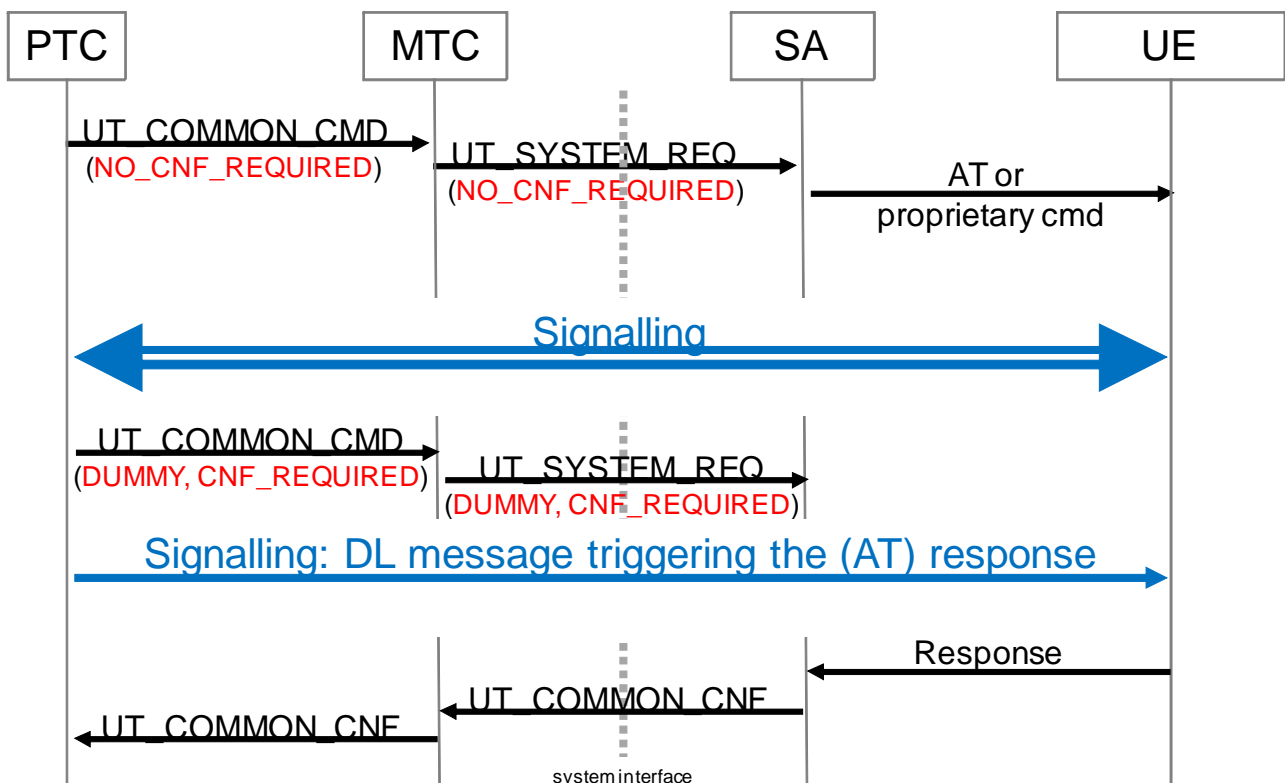 PTC
MTC
SA
UE
UT_COMMON_CMD
(NO_CNF_REQUIRED)
UT_SYSTEM_REQ
(NO_CNF_REQUIRED)
AT or
proprietary cmd
Signalling
UT_COMMON_CMD
(DUMMY, CNF_REQUIRED)
UT_SYSTEM_REQ
(DUMMY, CNF_REQUIRED)
Signalling: DL message triggering the (AT) response
Response
UT_COMMON_CNF
UT_COMMON_CNF
system interface